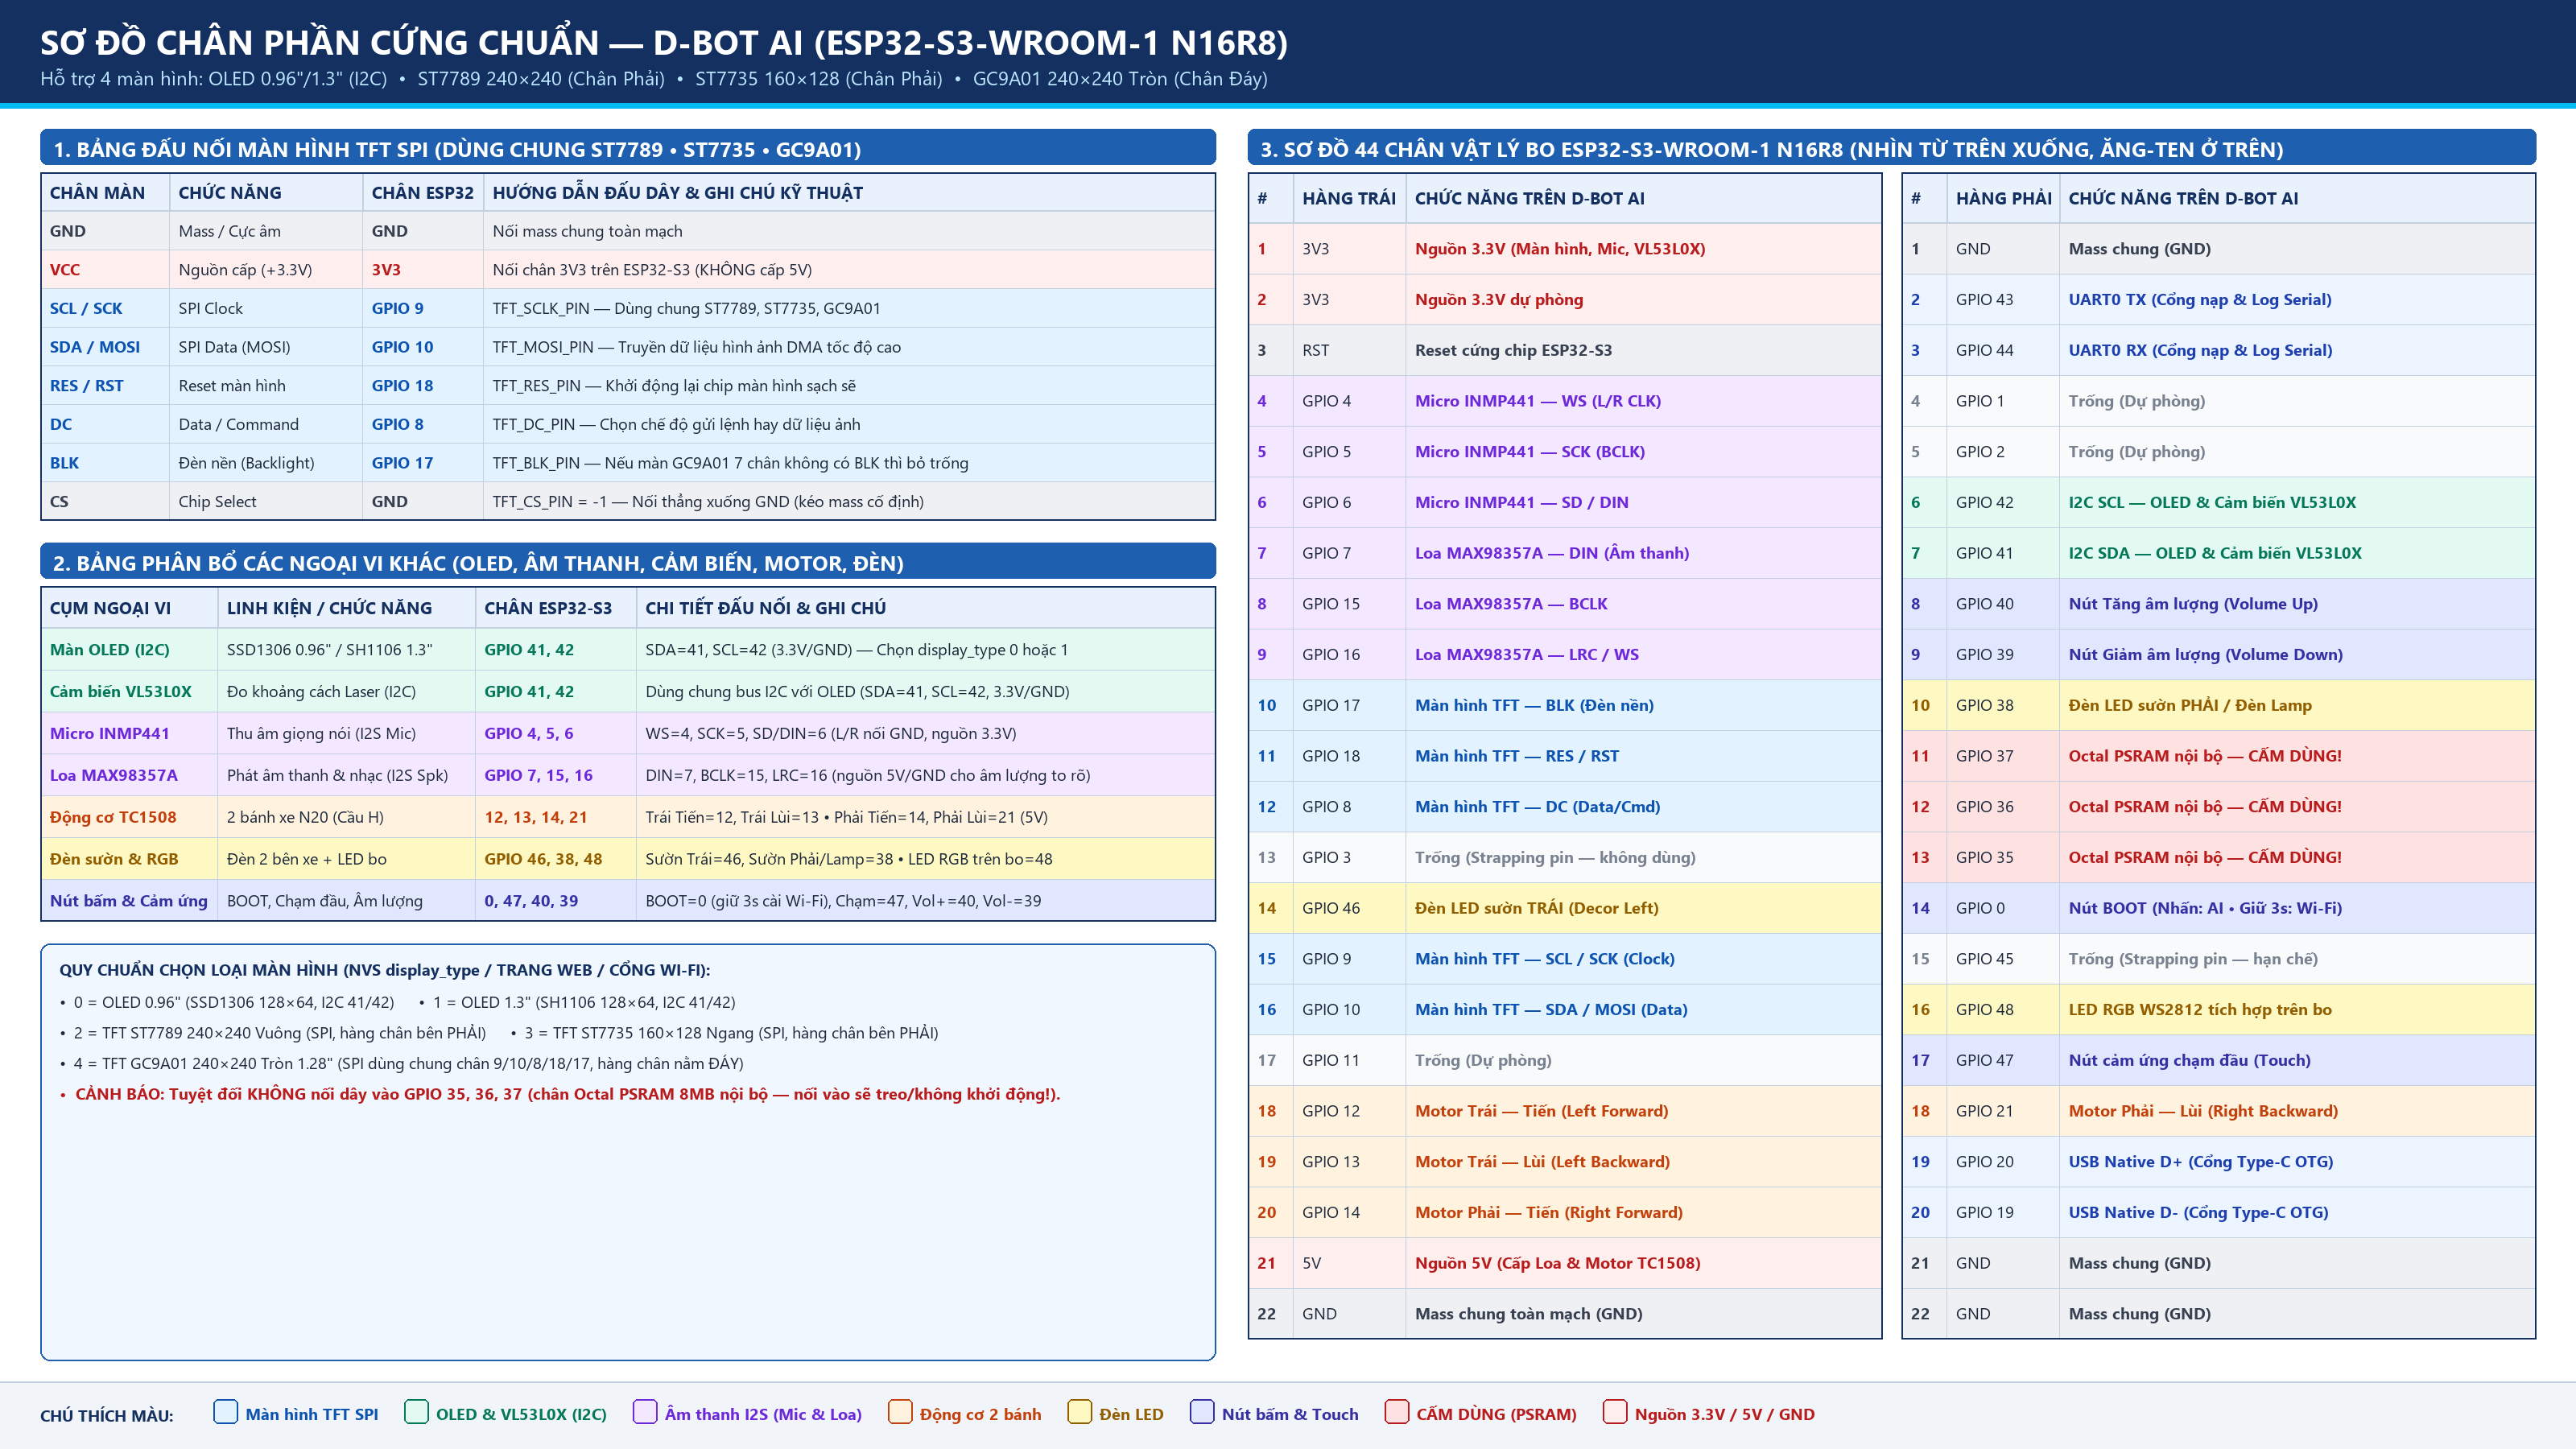 SƠ ĐỒ CHÂN PHẦN CỨNG CHUẨN — D-BOT AI (ESP32-S3-WROOM-1 N16R8)
Hỗ trợ 4 màn hình: OLED 0.96"/1.3" (I2C) • ST7789 240×240 (Chân Phải) • ST7735 160×128 (Chân Phải) • GC9A01 240×240 Tròn (Chân Đáy)
1. BẢNG ĐẤU NỐI MÀN HÌNH TFT SPI (DÙNG CHUNG ST7789 • ST7735 • GC9A01)
CHÂN MÀN CHỨC NĂNG CHÂN ESP32 HƯỚNG DẪN ĐẤU DÂY & GHI CHÚ KỸ THUẬT
GND Mass / Cực âm GND Nối mass chung toàn mạch
VCC Nguồn cấp (+3.3V) 3V3 Nối chân 3V3 trên ESP32-S3 (KHÔNG cấp 5V)
SCL / SCK SPI Clock GPIO 9 TFT_SCLK_PIN — Dùng chung ST7789, ST7735, GC9A01
SDA / MOSI SPI Data (MOSI) GPIO 10 TFT_MOSI_PIN — Truyền dữ liệu hình ảnh DMA tốc độ cao
RES / RST Reset màn hình GPIO 18 TFT_RES_PIN — Khởi động lại chip màn hình sạch sẽ
DC Data / Command GPIO 8 TFT_DC_PIN — Chọn chế độ gửi lệnh hay dữ liệu ảnh
BLK Đèn nền (Backlight) GPIO 17 TFT_BLK_PIN — Nếu màn GC9A01 7 chân không có BLK thì bỏ trống
CS Chip Select GND TFT_CS_PIN = -1 — Nối thẳng xuống GND (kéo mass cố định)
2. BẢNG PHÂN BỔ CÁC NGOẠI VI KHÁC (OLED, ÂM THANH, CẢM BIẾN, MOTOR, ĐÈN)
CỤM NGOẠI VI LINH KIỆN / CHỨC NĂNG CHÂN ESP32-S3 CHI TIẾT ĐẤU NỐI & GHI CHÚ
Màn OLED (I2C) SSD1306 0.96" / SH1106 1.3" GPIO 41, 42 SDA=41, SCL=42 (3.3V/GND) — Chọn display_type 0 hoặc 1
Cảm biến VL53L0X Đo khoảng cách Laser (I2C) GPIO 41, 42 Dùng chung bus I2C với OLED (SDA=41, SCL=42, 3.3V/GND)
Micro INMP441 Thu âm giọng nói (I2S Mic) GPIO 4, 5, 6 WS=4, SCK=5, SD/DIN=6 (L/R nối GND, nguồn 3.3V)
Loa MAX98357A Phát âm thanh & nhạc (I2S Spk) GPIO 7, 15, 16 DIN=7, BCLK=15, LRC=16 (nguồn 5V/GND cho âm lượng to rõ)
Động cơ TC1508 2 bánh xe N20 (Cầu H) 12, 13, 14, 21 Trái Tiến=12, Trái Lùi=13 • Phải Tiến=14, Phải Lùi=21 (5V)
Đèn sườn & RGB Đèn 2 bên xe + LED bo GPIO 46, 38, 48 Sườn Trái=46, Sườn Phải/Lamp=38 • LED RGB trên bo=48
Nút bấm & Cảm ứng BOOT, Chạm đầu, Âm lượng 0, 47, 40, 39 BOOT=0 (giữ 3s cài Wi-Fi), Chạm=47, Vol+=40, Vol-=39
QUY CHUẨN CHỌN LOẠI MÀN HÌNH (NVS display_type / TRANG WEB / CỔNG WI-FI):
• 0 = OLED 0.96" (SSD1306 128×64, I2C 41/42) • 1 = OLED 1.3" (SH1106 128×64, I2C 41/42)
• 2 = TFT ST7789 240×240 Vuông (SPI, hàng chân bên PHẢI) • 3 = TFT ST7735 160×128 Ngang (SPI, hàng chân bên PHẢI)
• 4 = TFT GC9A01 240×240 Tròn 1.28" (SPI dùng chung chân 9/10/8/18/17, hàng chân nằm ĐÁY)
• CẢNH BÁO: Tuyệt đối KHÔNG nối dây vào GPIO 35, 36, 37 (chân Octal PSRAM 8MB nội bộ — nối vào sẽ treo/không khởi động!).
3. SƠ ĐỒ 44 CHÂN VẬT LÝ BO ESP32-S3-WROOM-1 N16R8 (NHÌN TỪ TRÊN XUỐNG, ĂNG-TEN Ở TRÊN)
# HÀNG TRÁI CHỨC NĂNG TRÊN D-BOT AI
1 3V3 Nguồn 3.3V (Màn hình, Mic, VL53L0X)
2 3V3 Nguồn 3.3V dự phòng
3 RST Reset cứng chip ESP32-S3
4 GPIO 4 Micro INMP441 — WS (L/R CLK)
5 GPIO 5 Micro INMP441 — SCK (BCLK)
6 GPIO 6 Micro INMP441 — SD / DIN
7 GPIO 7 Loa MAX98357A — DIN (Âm thanh)
8 GPIO 15 Loa MAX98357A — BCLK
9 GPIO 16 Loa MAX98357A — LRC / WS
10 GPIO 17 Màn hình TFT — BLK (Đèn nền)
11 GPIO 18 Màn hình TFT — RES / RST
12 GPIO 8 Màn hình TFT — DC (Data/Cmd)
13 GPIO 3 Trống (Strapping pin — không dùng)
14 GPIO 46 Đèn LED sườn TRÁI (Decor Left)
15 GPIO 9 Màn hình TFT — SCL / SCK (Clock)
16 GPIO 10 Màn hình TFT — SDA / MOSI (Data)
17 GPIO 11 Trống (Dự phòng)
18 GPIO 12 Motor Trái — Tiến (Left Forward)
19 GPIO 13 Motor Trái — Lùi (Left Backward)
20 GPIO 14 Motor Phải — Tiến (Right Forward)
21 5V Nguồn 5V (Cấp Loa & Motor TC1508)
22 GND Mass chung toàn mạch (GND)
# HÀNG PHẢI CHỨC NĂNG TRÊN D-BOT AI
1 GND Mass chung (GND)
2 GPIO 43 UART0 TX (Cổng nạp & Log Serial)
3 GPIO 44 UART0 RX (Cổng nạp & Log Serial)
4 GPIO 1 Trống (Dự phòng)
5 GPIO 2 Trống (Dự phòng)
6 GPIO 42 I2C SCL — OLED & Cảm biến VL53L0X
7 GPIO 41 I2C SDA — OLED & Cảm biến VL53L0X
8 GPIO 40 Nút Tăng âm lượng (Volume Up)
9 GPIO 39 Nút Giảm âm lượng (Volume Down)
10 GPIO 38 Đèn LED sườn PHẢI / Đèn Lamp
11 GPIO 37 Octal PSRAM nội bộ — CẤM DÙNG!
12 GPIO 36 Octal PSRAM nội bộ — CẤM DÙNG!
13 GPIO 35 Octal PSRAM nội bộ — CẤM DÙNG!
14 GPIO 0 Nút BOOT (Nhấn: AI • Giữ 3s: Wi-Fi)
15 GPIO 45 Trống (Strapping pin — hạn chế)
16 GPIO 48 LED RGB WS2812 tích hợp trên bo
17 GPIO 47 Nút cảm ứng chạm đầu (Touch)
18 GPIO 21 Motor Phải — Lùi (Right Backward)
19 GPIO 20 USB Native D+ (Cổng Type-C OTG)
20 GPIO 19 USB Native D- (Cổng Type-C OTG)
21 GND Mass chung (GND)
22 GND Mass chung (GND)
CHÚ THÍCH MÀU: Màn hình TFT SPI OLED & VL53L0X (I2C) Âm thanh I2S (Mic & Loa) Động cơ 2 bánh Đèn LED Nút bấm & Touch CẤM DÙNG (PSRAM) Nguồn 3.3V / 5V / GND